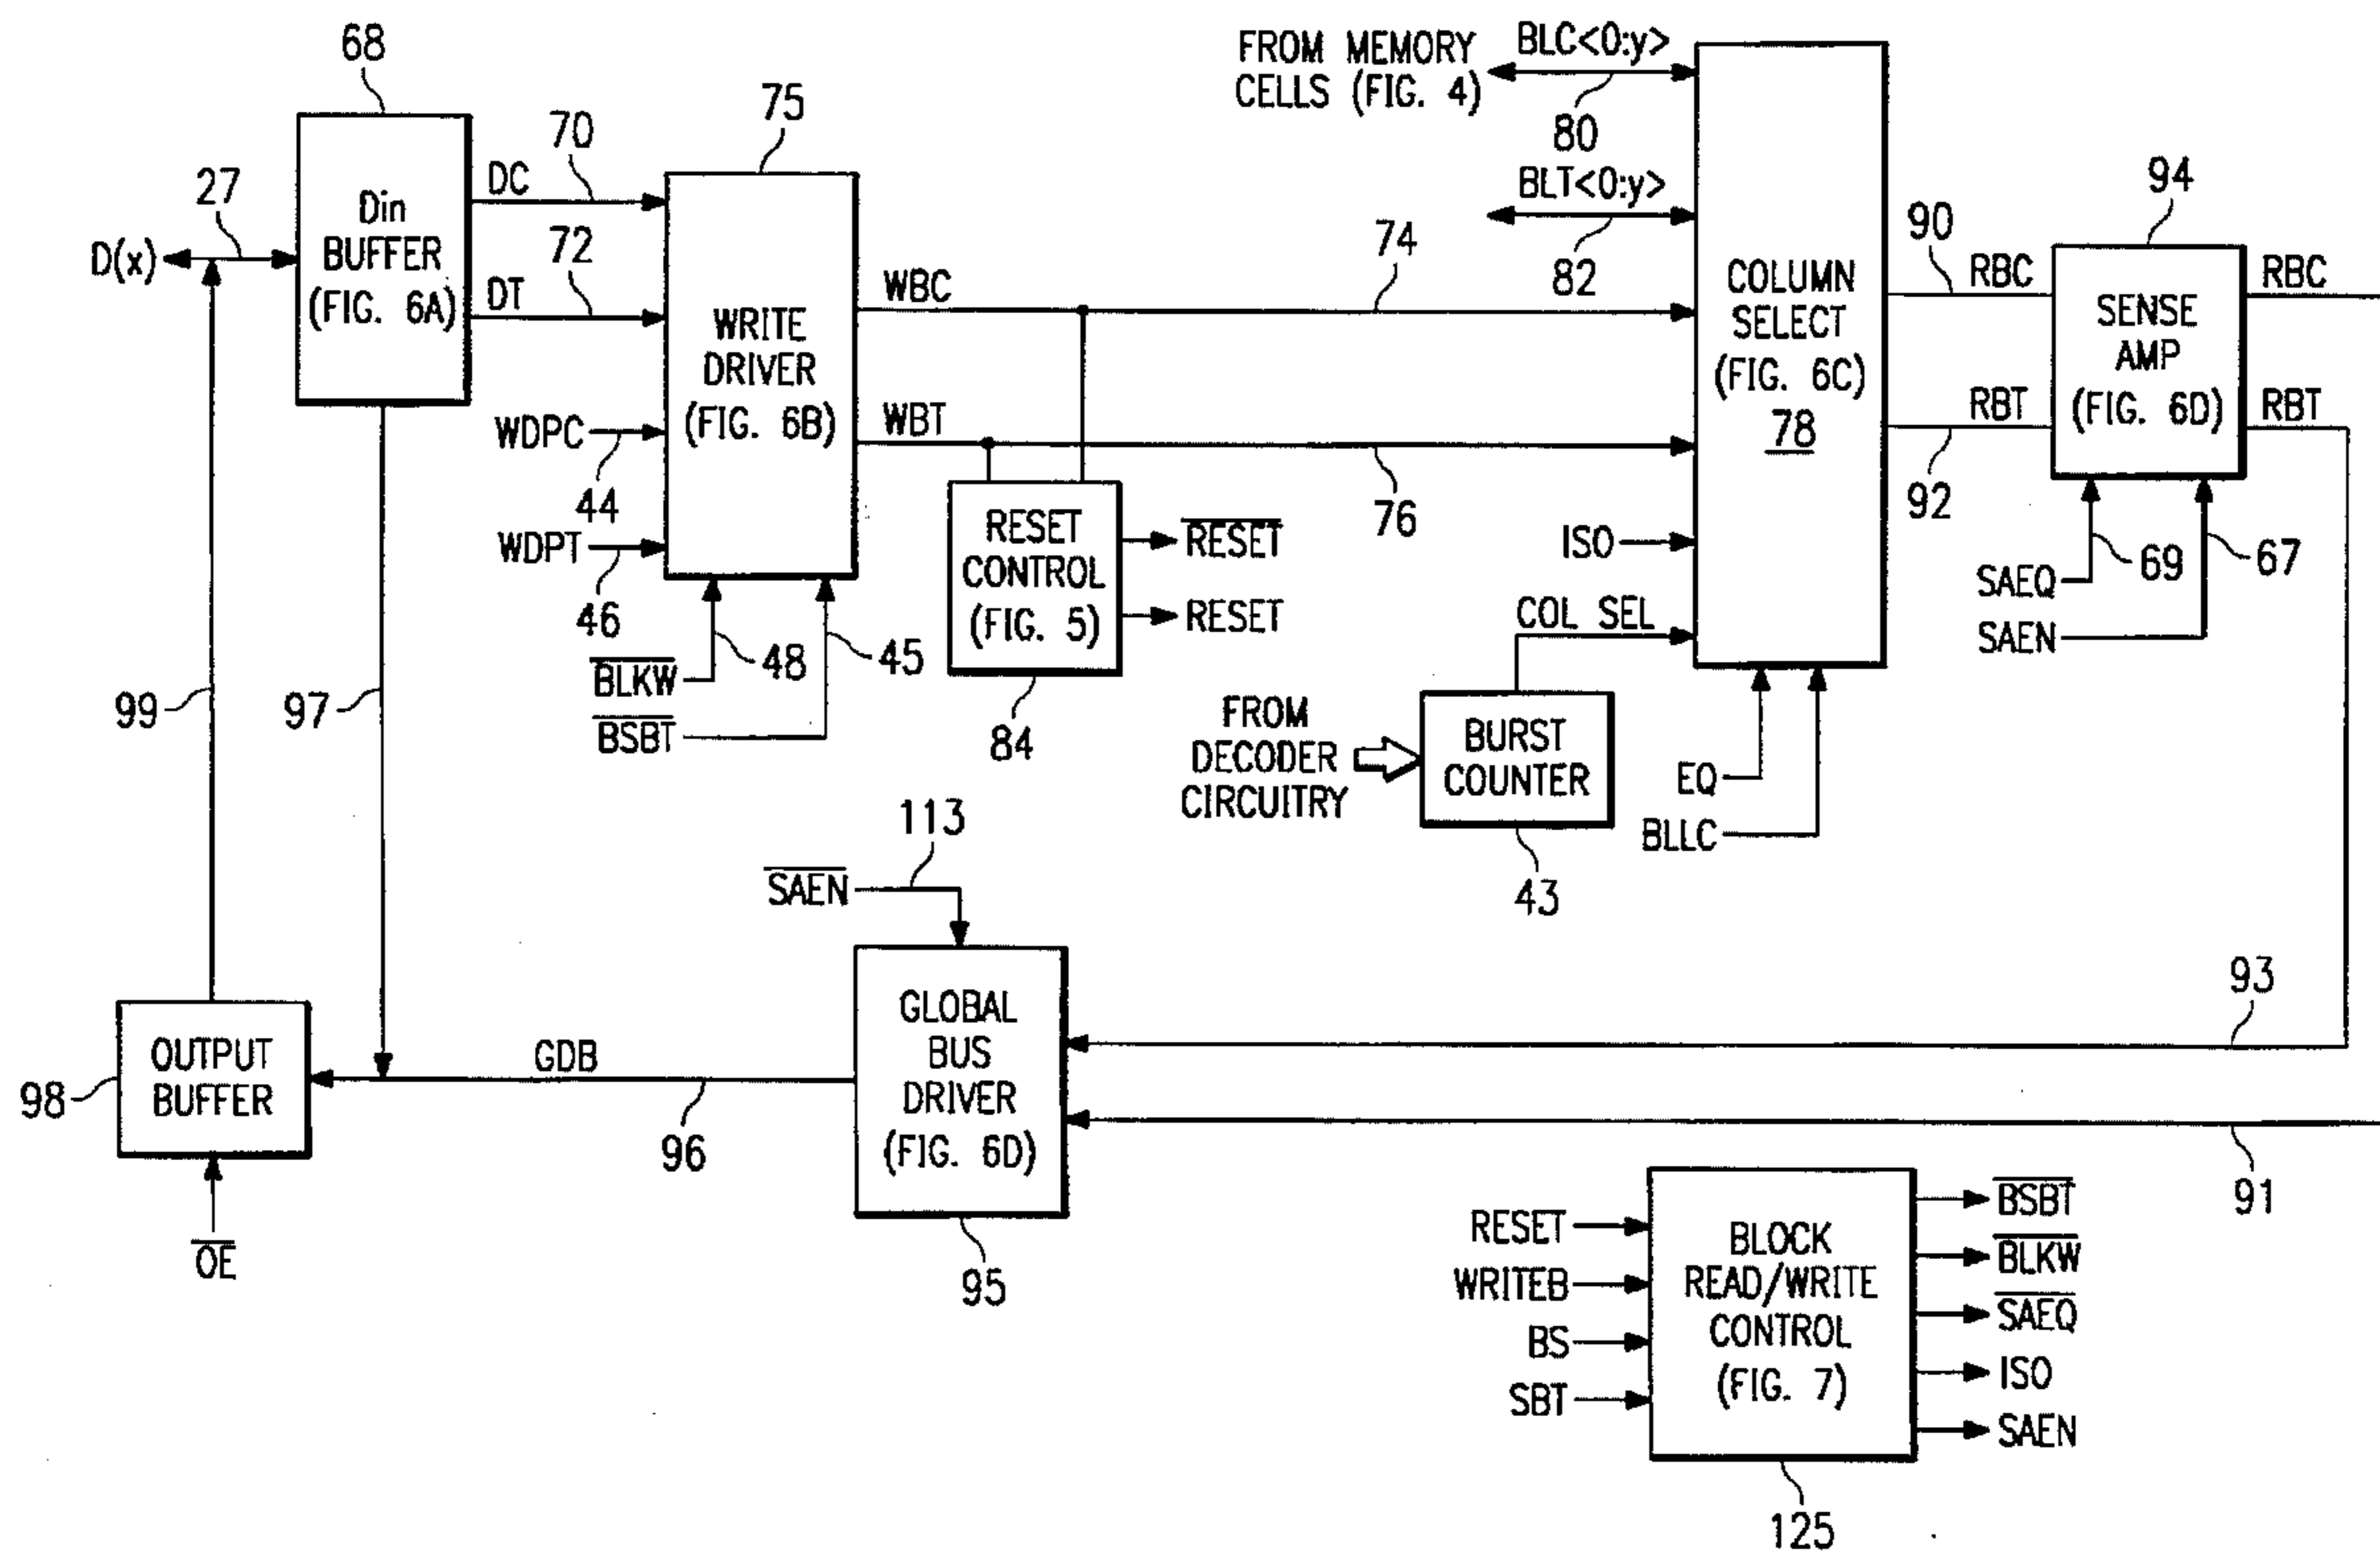 68
Din
BUFFER
(FIG. 6A)
27
D(x)
DC
70
DT
72
75
WRITE
DRIVER
(FIG. 6B)
WDPC
44
WDPT
46
BLKW
48
BSBT
45
WBC
74
WBT
76
RESET
CONTROL
(FIG. 5)
84
RESET
RESET
FROM MEMORY
CELLS (FIG. 4)
BLC<0:y>
80
BLT<0:y>
82
COLUMN
SELECT
(FIG. 6C)
78
ISO
COL SEL
FROM
DECODER
CIRCUITRY
BURST
COUNTER
43
EQ
BLLC
90
RBC
RBT
92
94
SENSE
AMP
(FIG. 6D)
RBC
RBT
SAEQ
69
SAEN
67
99
97
113
SAEN
GLOBAL
BUS
DRIVER
(FIG. 6D)
95
93
91
GDB
96
OUTPUT
BUFFER
98
OE
RESET
WRITEB
BS
SBT
BLOCK
READ/WRITE
CONTROL
(FIG. 7)
125
BSBT
BLKW
SAEQ
ISO
SAEN